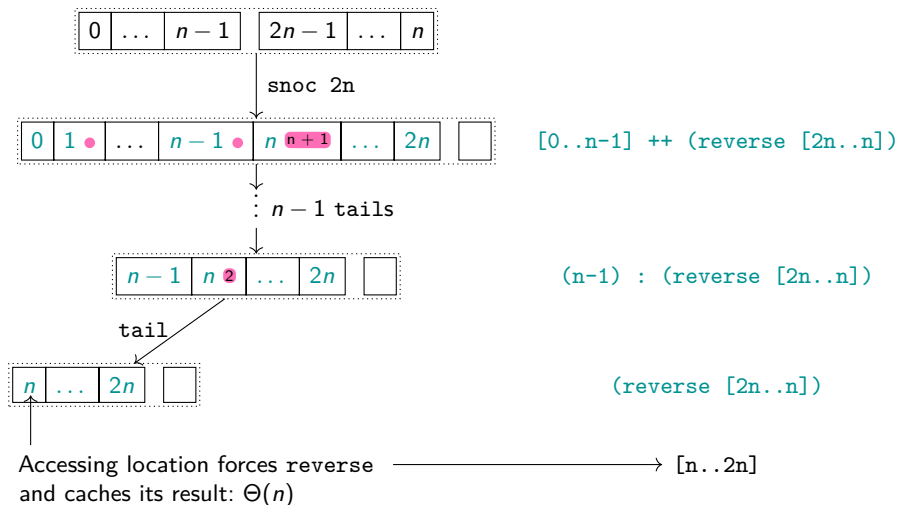 0 … n − 1 2n − 1 … n
snoc 2n
0 1 … n − 1 n n + 1 … 2n [0..n-1] ++ (reverse [2n..n])
⋮ n − 1 tails
n − 1 n 2 … 2n (n-1) : (reverse [2n..n])
tail
n … 2n (reverse [2n..n])
Accessing location forces reverse [n..2n]
and caches its result: Θ(n)